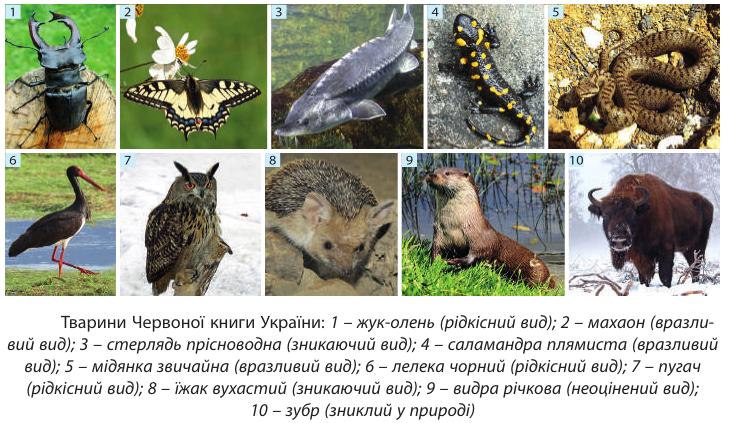 1
2
3
4
5
6
7
8
9
10
Тварини Червоної книги України: 1 – жук-олень (рідкісний вид); 2 – махаон (вразли-
вий вид); 3 – стерлядь прісноводна (зникаючий вид); 4 – саламандра плямиста (вразливий
вид); 5 – мідянка звичайна (вразливий вид); 6 – лелека чорний (рідкісний вид); 7 – пугач
(рідкісний вид); 8 – їжак вухастий (зникаючий вид); 9 – видра річкова (неоцінений вид);
10 – зубр (зниклий у природі)